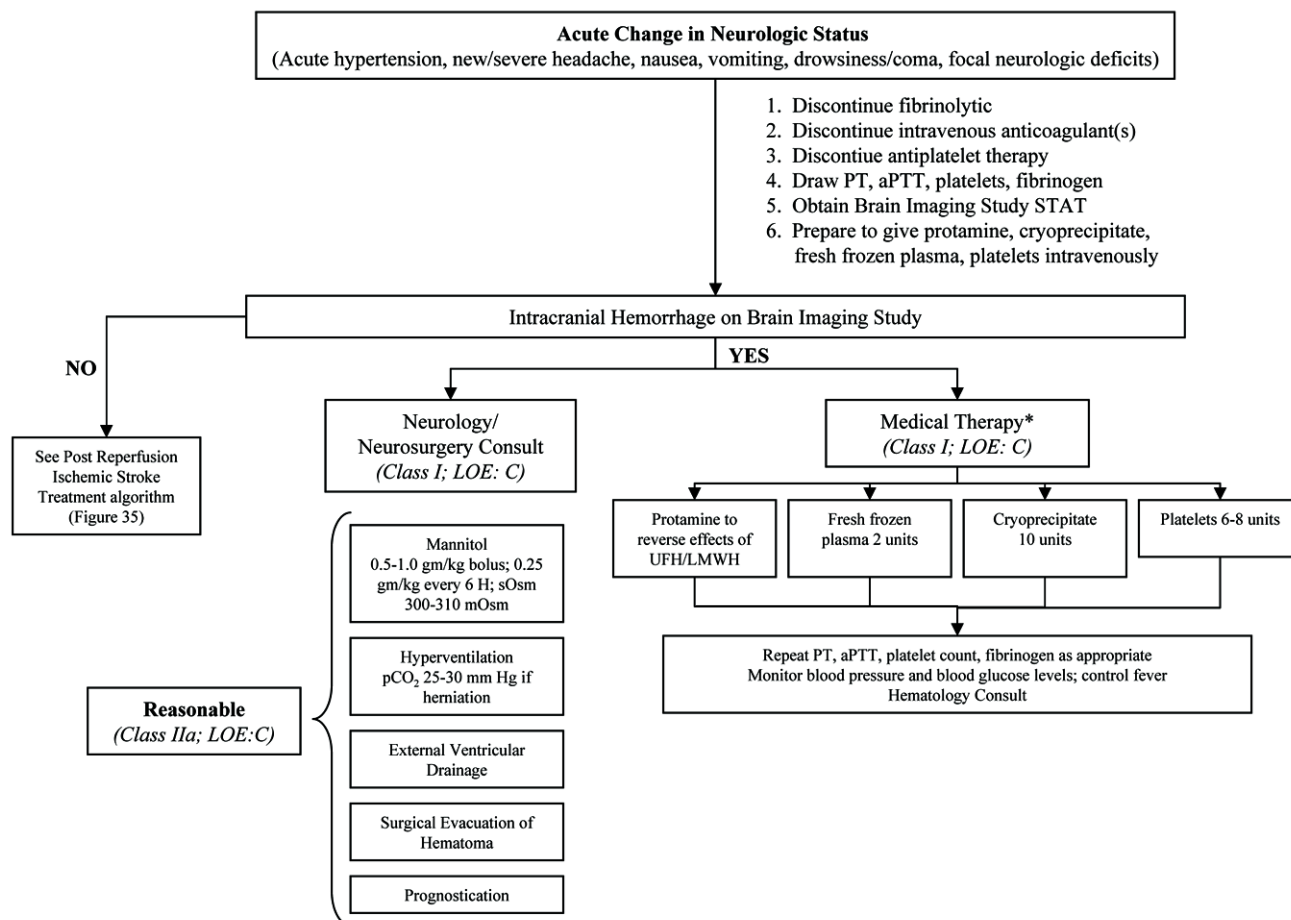 Acute Change in Neurologic Status
(Acute hypertension, new/severe headache, nausea, vomiting, drowsiness/coma, focal neurologic deficits)
1. Discontinue fibrinolytic
2. Discontinue intravenous anticoagulant(s)
3. Discontiue antiplatelet therapy
4. Draw PT, aPTT, platelets, fibrinogen
5. Obtain Brain Imaging Study STAT
6. Prepare to give protamine, cryoprecipitate,
fresh frozen plasma, platelets intravenously
Intracranial Hemorrhage on Brain Imaging Study
NO
YES
See Post Reperfusion
Ischemic Stroke
Treatment algorithm
(Figure 35)
Neurology/
Neurosurgery Consult
(Class I; LOE: C)
Medical Therapy*
(Class I; LOE: C)
Protamine to
reverse effects of
UFH/LMWH
Fresh frozen
plasma 2 units
Cryoprecipitate
10 units
Platelets 6-8 units
Repeat PT, aPTT, platelet count, fibrinogen as appropriate
Monitor blood pressure and blood glucose levels; control fever
Hematology Consult
Reasonable
(Class IIa; LOE:C)
Mannitol
0.5-1.0 gm/kg bolus; 0.25
gm/kg every 6 H; sOsm
300-310 mOsm
Hyperventilation
pCO₂ 25-30 mm Hg if
herniation
External Ventricular
Drainage
Surgical Evacuation of
Hematoma
Prognostication